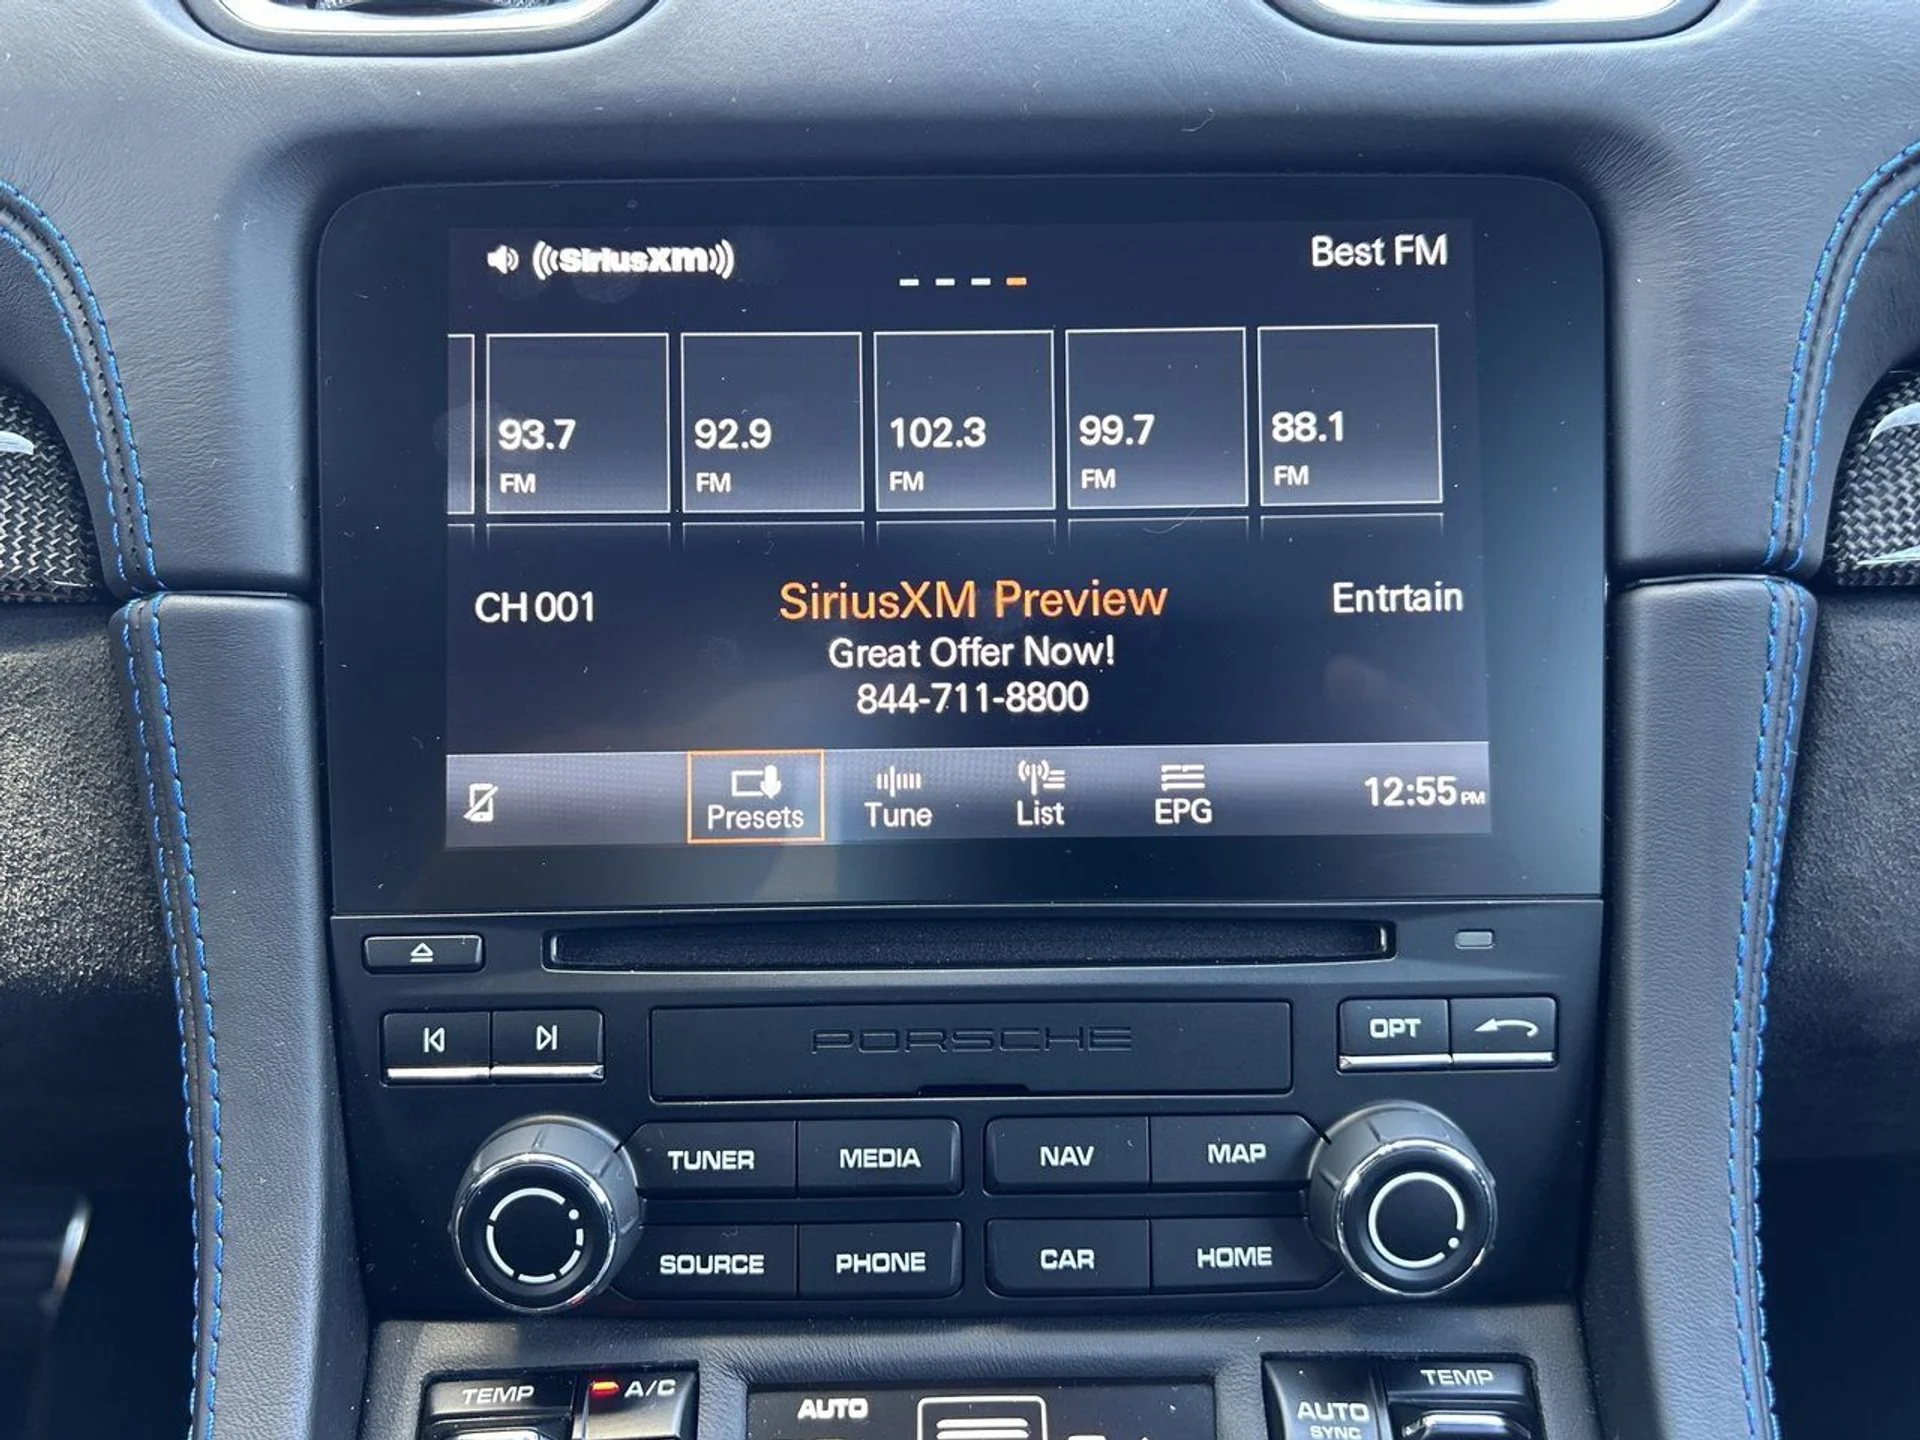 SiriusXM
Best FM
93.7 92.9 102.3 99.7 88.1
FM FM FM FM FM
CH 001 SiriusXM Preview Entrtain
Great Offer Now!
844-711-8800
Presets Tune List EPG 12:55 PM
PORSCHE
OPT
TUNER MEDIA NAV MAP
SOURCE PHONE CAR HOME
TEMP A/C AUTO AUTO SYNC TEMP